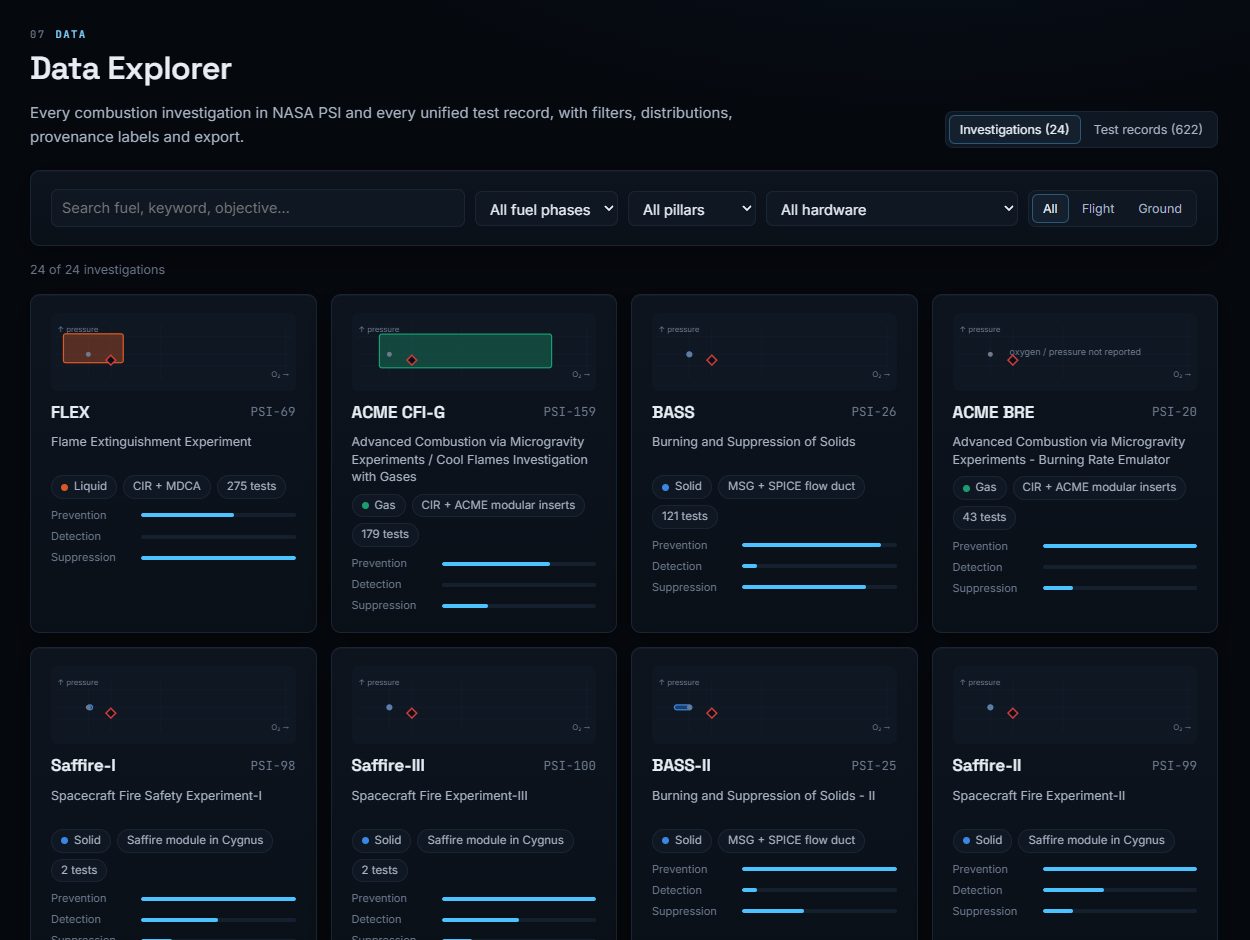 07 DATA
Data Explorer
Every combustion investigation in NASA PSI and every unified test record, with filters, distributions,
provenance labels and export.
Investigations (24) Test records (622)
Search fuel, keyword, objective... All fuel phases All pillars All hardware All Flight Ground
24 of 24 investigations
↑ pressure
O₂ →
FLEX PSI-69
Flame Extinguishment Experiment
Liquid CIR + MDCA 275 tests
Prevention
Detection
Suppression
↑ pressure
O₂ →
ACME CFI-G PSI-159
Advanced Combustion via Microgravity
Experiments / Cool Flames Investigation
with Gases
Gas CIR + ACME modular inserts
179 tests
Prevention
Detection
Suppression
↑ pressure
O₂ →
BASS PSI-26
Burning and Suppression of Solids
Solid MSG + SPICE flow duct
121 tests
Prevention
Detection
Suppression
↑ pressure
oxygen / pressure not reported
O₂ →
ACME BRE PSI-20
Advanced Combustion via Microgravity
Experiments - Burning Rate Emulator
Gas CIR + ACME modular inserts
43 tests
Prevention
Detection
Suppression
↑ pressure
O₂ →
Saffire-I PSI-98
Spacecraft Fire Safety Experiment-I
Solid Saffire module in Cygnus
2 tests
Prevention
Detection
Suppression
↑ pressure
O₂ →
Saffire-III PSI-100
Spacecraft Fire Experiment-III
Solid Saffire module in Cygnus
2 tests
Prevention
Detection
Suppression
↑ pressure
O₂ →
BASS-II PSI-25
Burning and Suppression of Solids - II
Solid MSG + SPICE flow duct
Prevention
Detection
Suppression
↑ pressure
O₂ →
Saffire-II PSI-99
Spacecraft Fire Experiment-II
Solid Saffire module in Cygnus
Prevention
Detection
Suppression